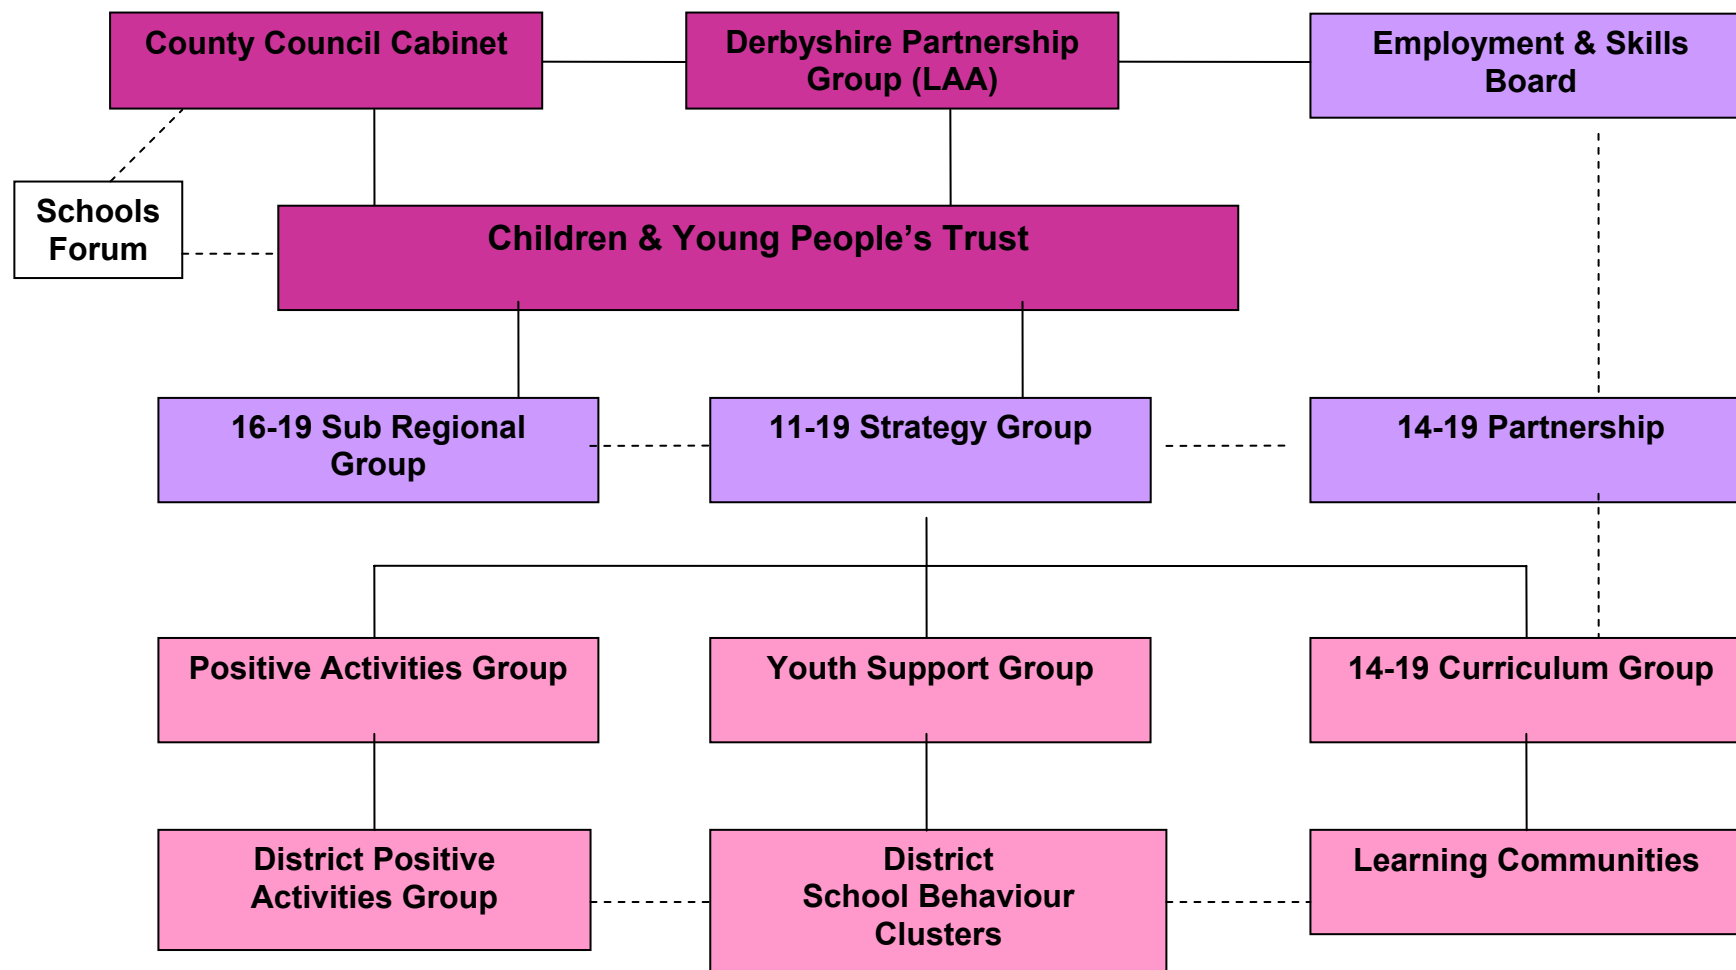 County Council Cabinet
Derbyshire Partnership
Group (LAA)
Employment & Skills
Board
Schools
Forum
Children & Young People’s Trust
16-19 Sub Regional
Group
11-19 Strategy Group
14-19 Partnership
Positive Activities Group
Youth Support Group
14-19 Curriculum Group
District Positive
Activities Group
District
School Behaviour
Clusters
Learning Communities